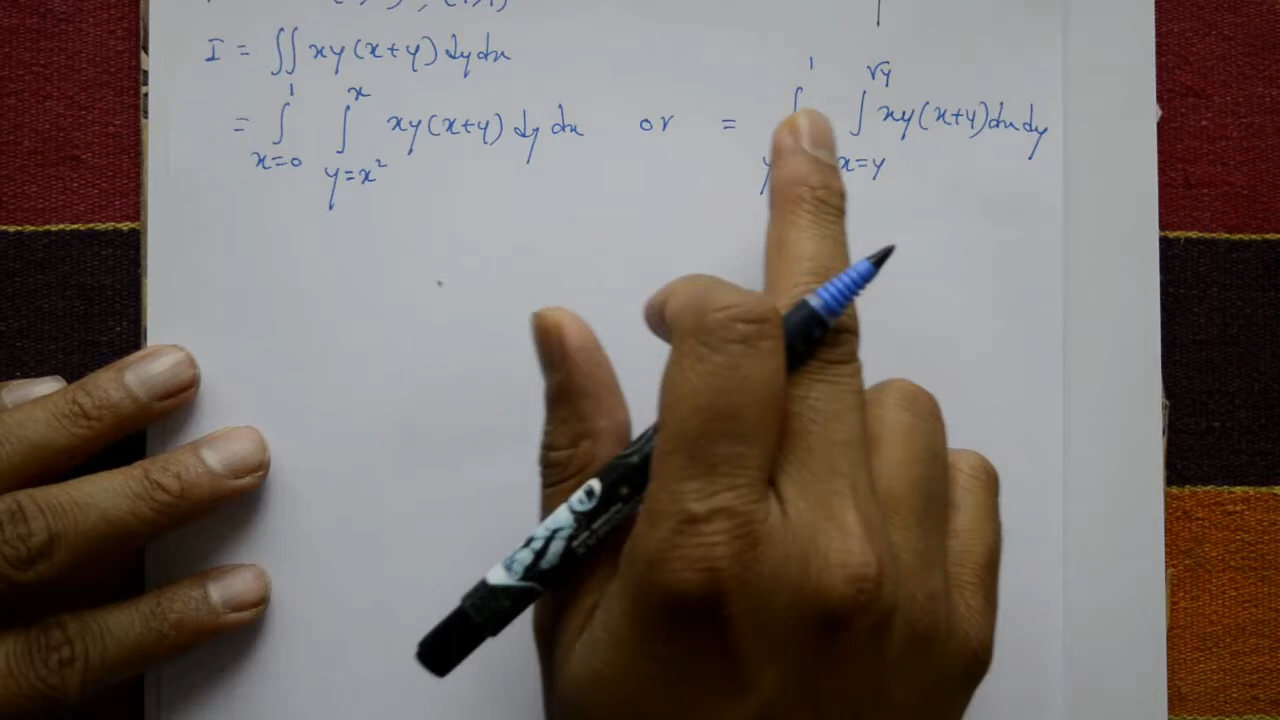 I = ∬ xy(x+y) dy dx
= ∫_{x=0}^{1} ∫_{y=x²}^{x} xy(x+y) dy dx or = ∫_{y}^{1} ∫_{x=y}^{√y} xy(x+y) dx dy